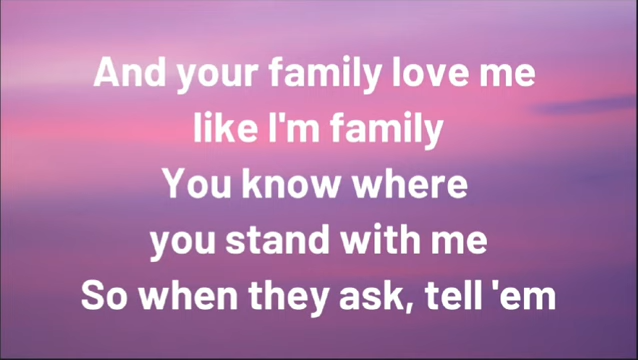 And your family love me
like I'm family
You know where
you stand with me
So when they ask, tell 'em